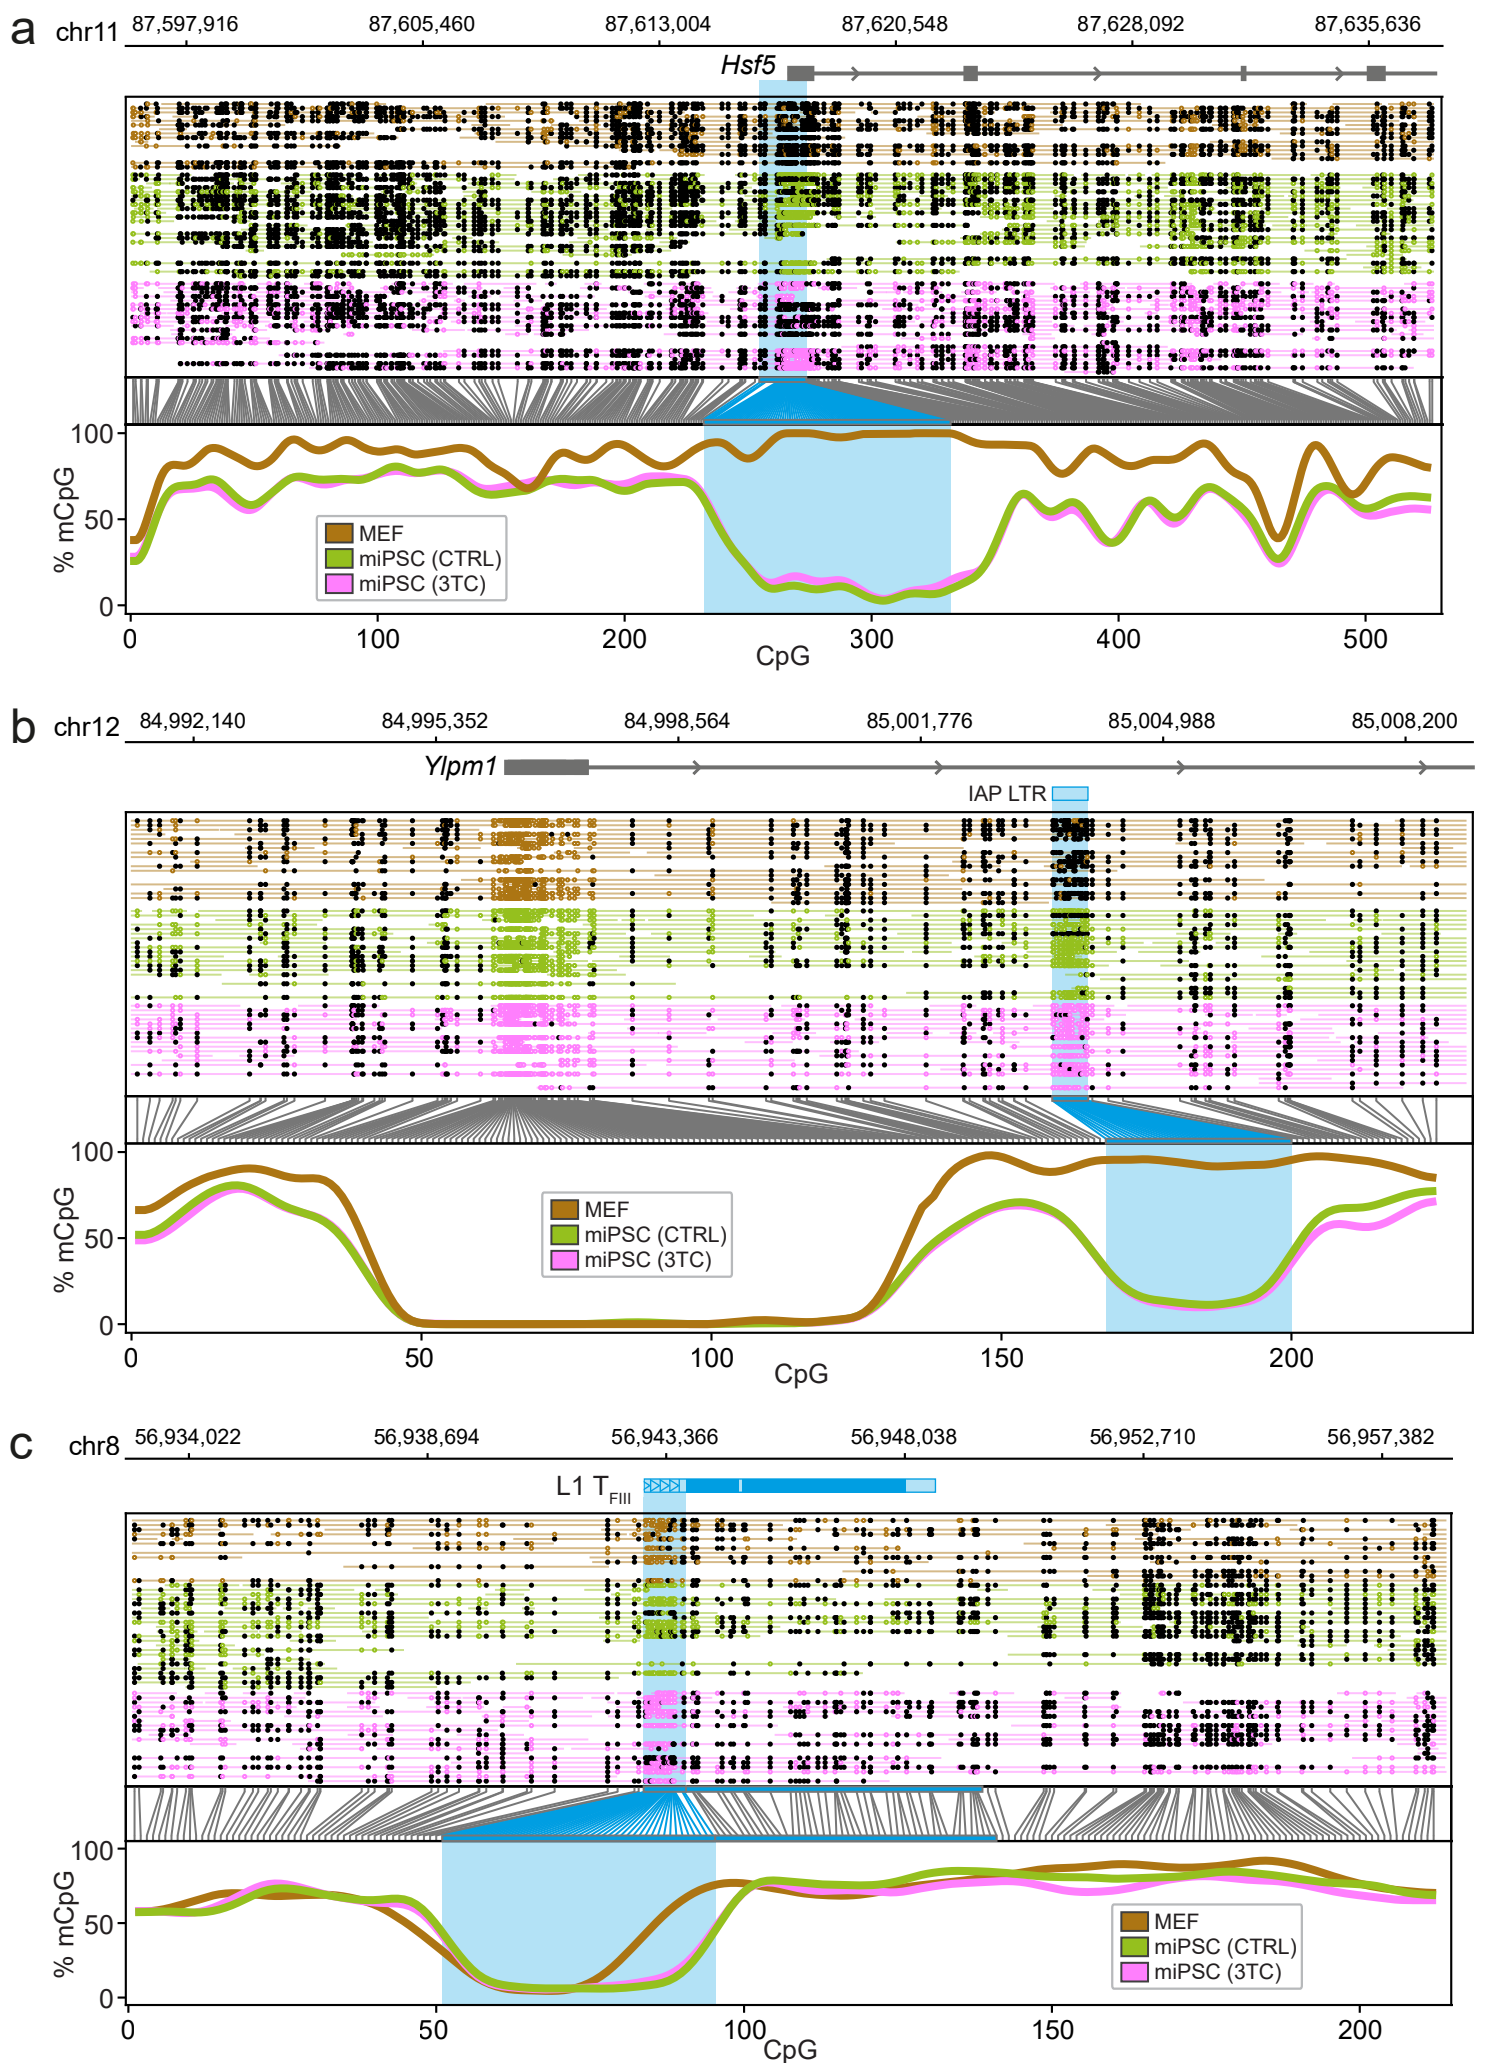 a chr11 87,597,916 87,605,460 87,613,004 87,620,548 87,628,092 87,635,636
Hsf5
100
50
0
% mCpG
MEF
miPSC (CTRL)
miPSC (3TC)
0 100 200 300 400 500
CpG
b chr12 84,992,140 84,995,352 84,998,564 85,001,776 85,004,988 85,008,200
Ylpm1
IAP LTR
100
50
0
% mCpG
MEF
miPSC (CTRL)
miPSC (3TC)
0 50 100 150 200
CpG
c chr8 56,934,022 56,938,694 56,943,366 56,948,038 56,952,710 56,957,382
L1 TFIII
100
50
0
% mCpG
MEF
miPSC (CTRL)
miPSC (3TC)
0 50 100 150 200
CpG